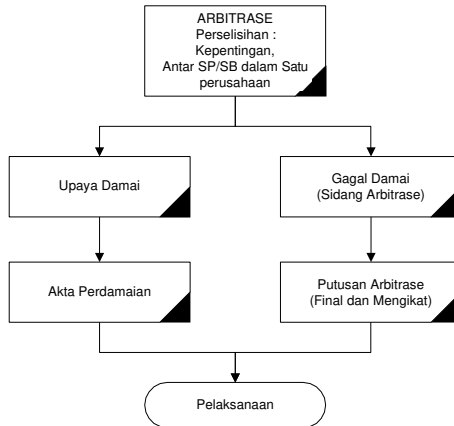 ARBITRASE
Perselisihan :
Kepentingan,
Antar SP/SB dalam Satu
perusahaan
Upaya Damai
Gagal Damai
(Sidang Arbitrase)
Akta Perdamaian
Putusan Arbitrase
(Final dan Mengikat)
Pelaksanaan